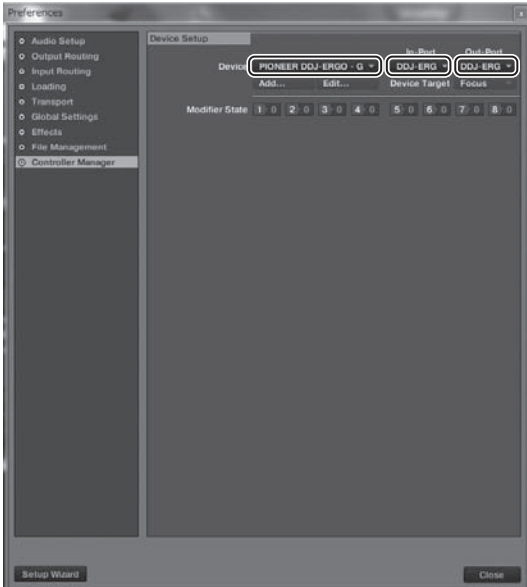 Preferences
x
Audio Setup
Output Routing
Input Routing
Loading
Transport
Global Settings
Effects
File Management
Controller Manager
Device Setup
In-Port Out-Port
Device PIONEER DDJ-ERGO - G DDJ-ERG DDJ-ERG
Add... Edit... Device Target Focus
Modifier State 1 0 2 0 3 0 4 0 5 0 6 0 7 0 8 0
Setup Wizard
Close